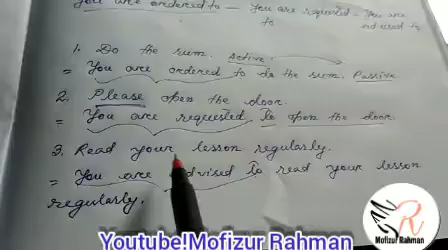 You are ordered to — You are requested — You are
to advised to
1. Do the sum. Active.
= You are ordered to do the sum. Passive
2. Please open the door.
= You are requested to open the door.
3. Read your lesson regularly.
= You are advised to read your lesson
regularly.
MR
Mofizur Rahman
Youtube!Mofizur Rahman